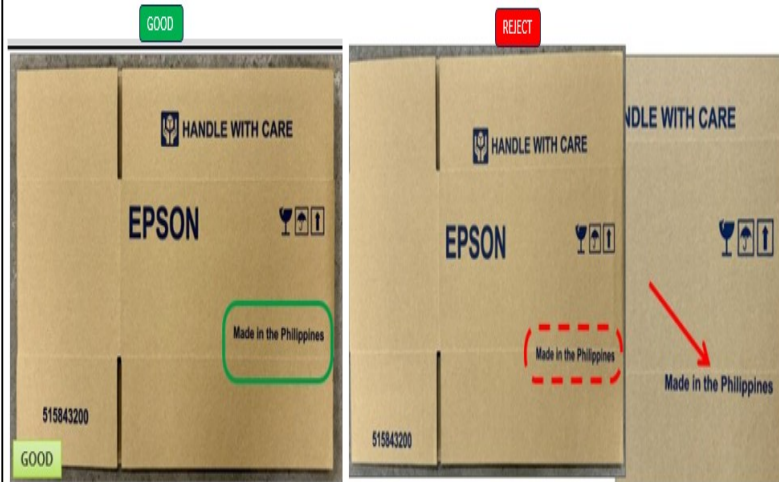 GOOD
REJECT
HANDLE WITH CARE
EPSON
Made in the Philippines
515843200
GOOD
HANDLE WITH CARE
EPSON
Made in the Philippines
515843200
NDLE WITH CARE
Made in the Philippines